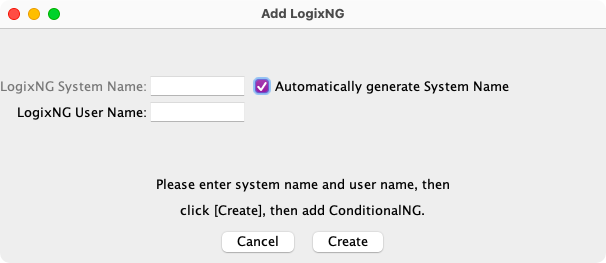 Add LogixNG
LogixNG System Name:
Automatically generate System Name
LogixNG User Name:
Please enter system name and user name, then
click [Create], then add ConditionalNG.
Cancel
Create